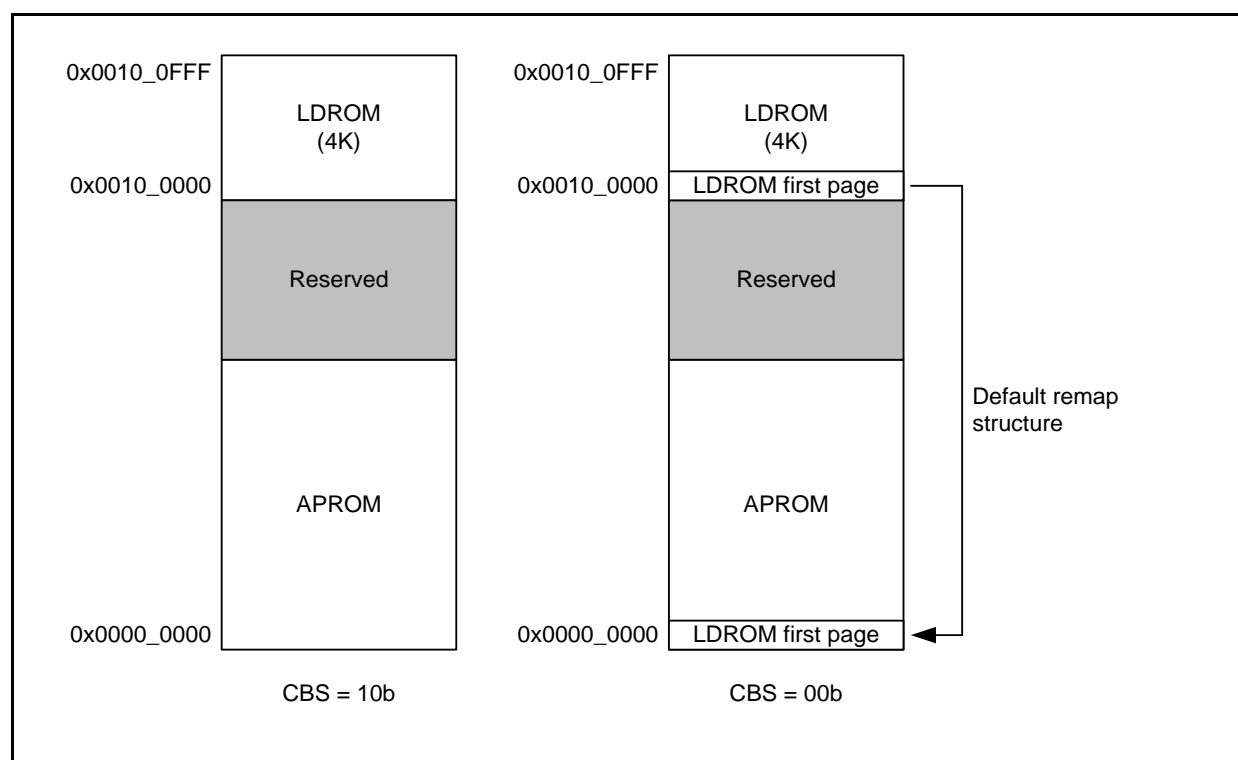 0x0010_0FFF
LDROM
(4K)
0x0010_0000
Reserved
APROM
0x0000_0000
CBS = 10b
0x0010_0FFF
LDROM
(4K)
0x0010_0000
LDROM first page
Reserved
Default remap
structure
APROM
0x0000_0000
LDROM first page
CBS = 00b